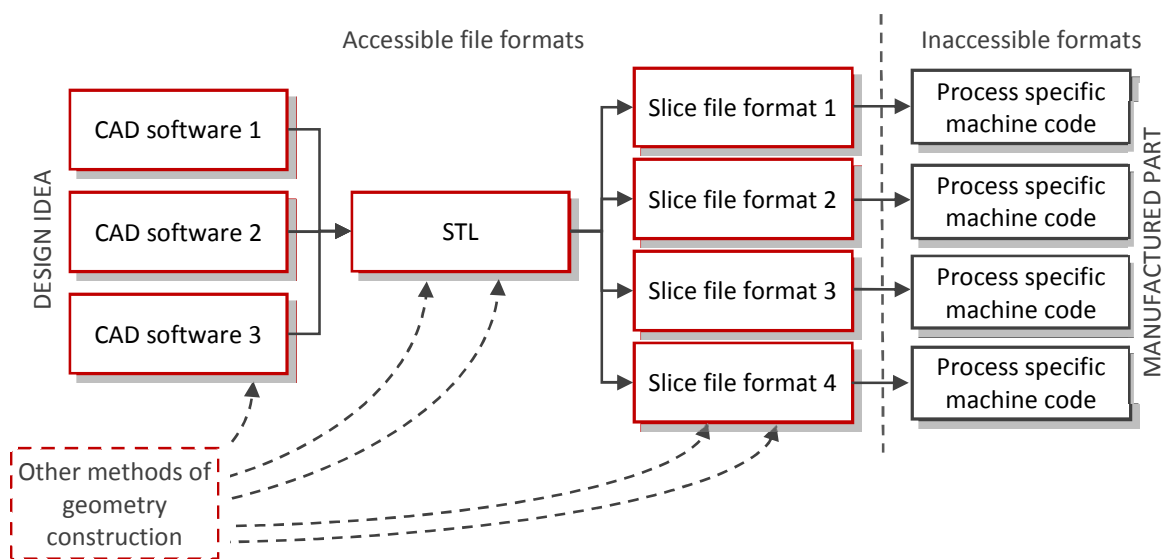 Accessible file formats
Inaccessible formats
DESIGN IDEA
CAD software 1
CAD software 2
CAD software 3
STL
Slice file format 1
Slice file format 2
Slice file format 3
Slice file format 4
Process specific
machine code
Process specific
machine code
Process specific
machine code
Process specific
machine code
MANUFACTURED PART
Other methods of
geometry
construction